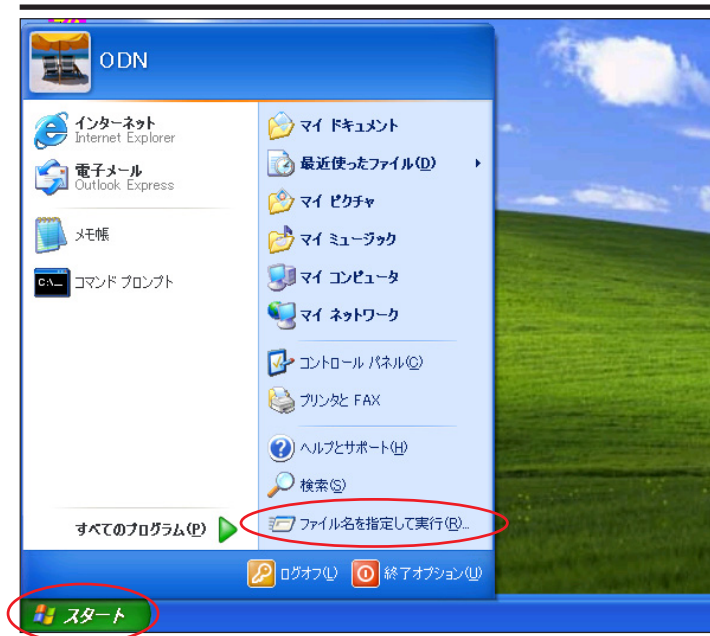 ODN
インターネット
Internet Explorer
電子メール
Outlook Express
メモ帳
C:\_
コマンド プロンプト
すべてのプログラム(P)
マイ ドキュメント
最近使ったファイル(D)
マイ ピクチャ
マイ ミュージック
マイ コンピュータ
マイ ネットワーク
コントロール パネル(C)
プリンタと FAX
ヘルプとサポート(H)
検索(S)
ファイル名を指定して実行(R)...
ログオフ(L)
終了オプション(U)
スタート